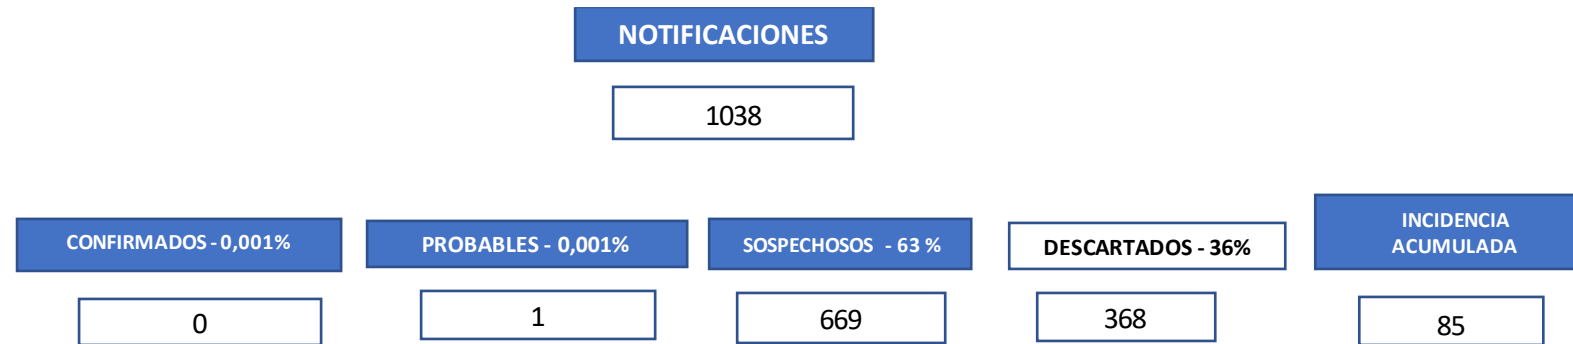 NOTIFICACIONES
1038
CONFIRMADOS - 0,001%
0
PROBABLES - 0,001%
1
SOSPECHOSOS - 63 %
669
DESCARTADOS - 36%
368
INCIDENCIA
ACUMULADA
85